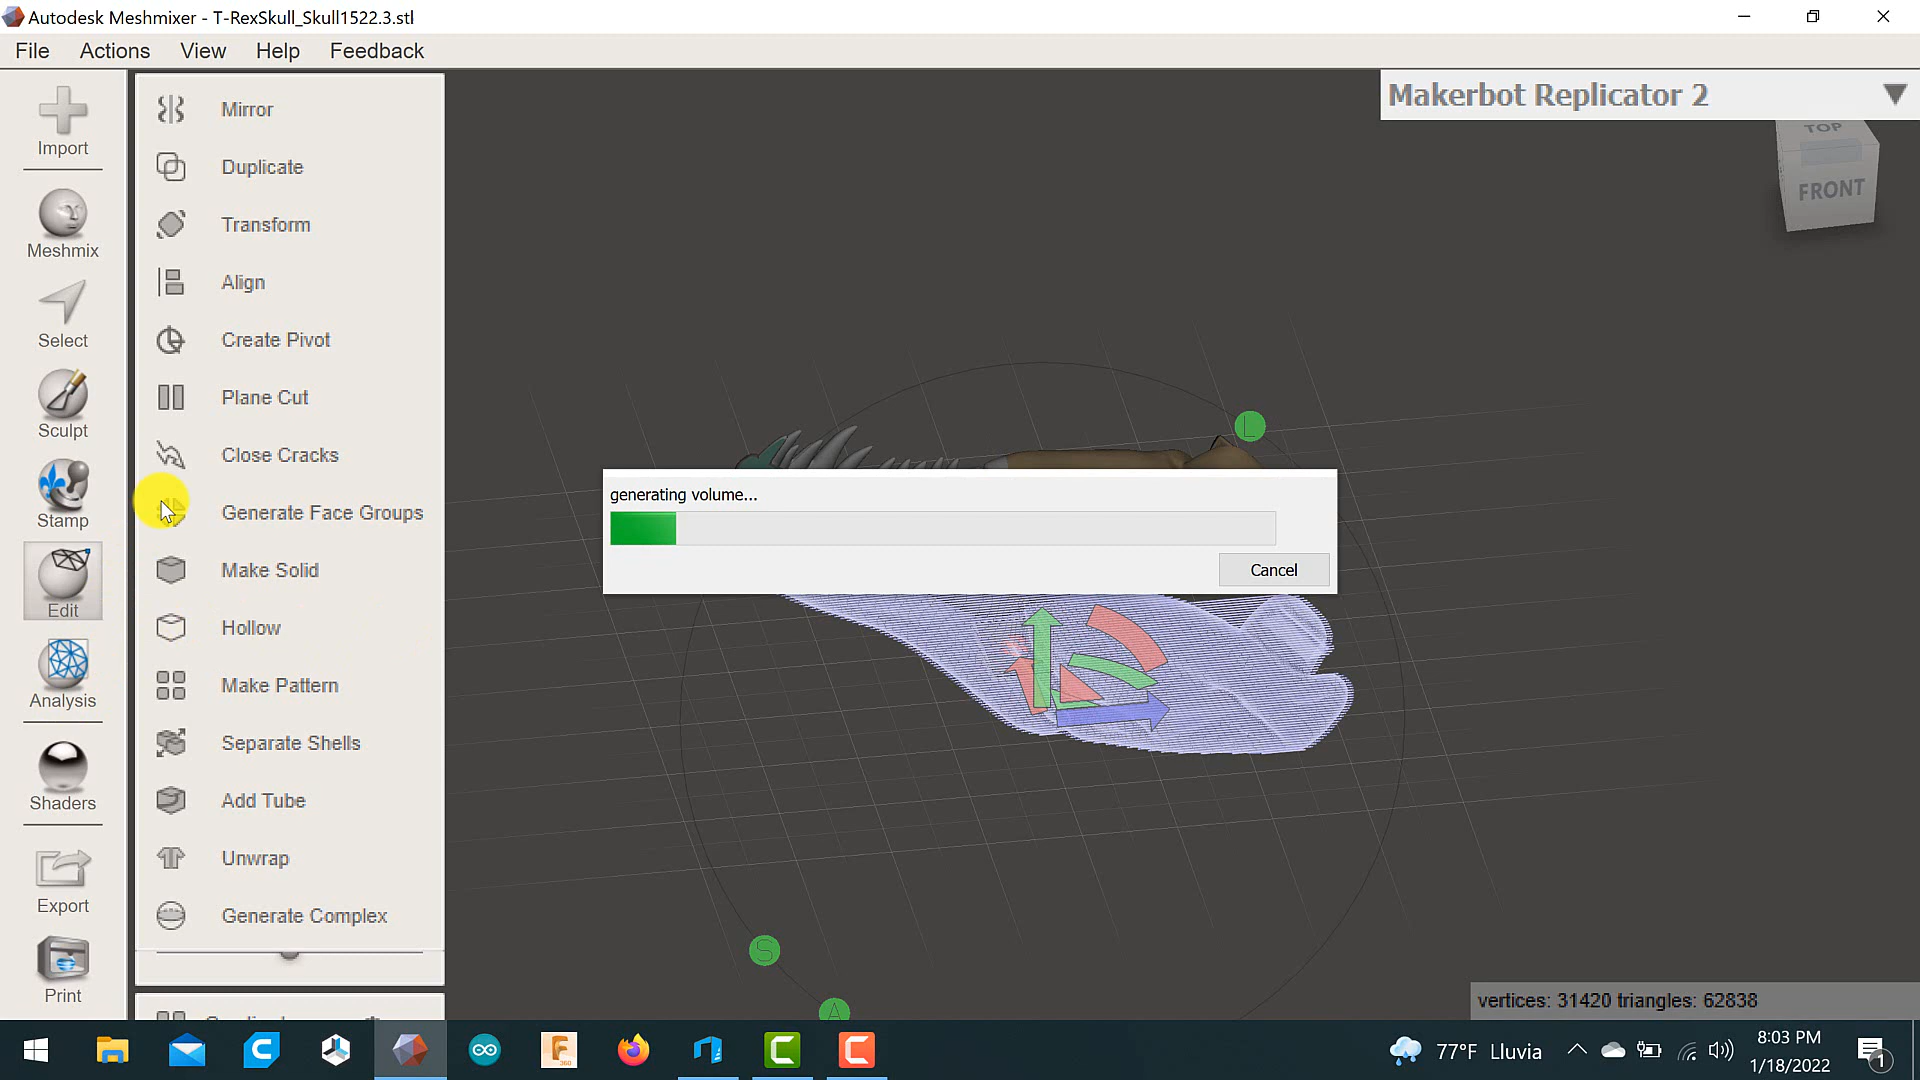 Autodesk Meshmixer - T-RexSkull_Skull1522.3.stl
File Actions View Help Feedback
Import
Meshmix
Select
Sculpt
Stamp
Edit
Analysis
Shaders
Export
Print
Mirror
Duplicate
Transform
Align
Create Pivot
Plane Cut
Close Cracks
Generate Face Groups
Make Solid
Hollow
Make Pattern
Separate Shells
Add Tube
Unwrap
Generate Complex
Makerbot Replicator 2
TOP
FRONT
L
generating volume...
Cancel
S
A
vertices: 31420 triangles: 62838
F
360
77°F Lluvia
8:03 PM
1/18/2022
1